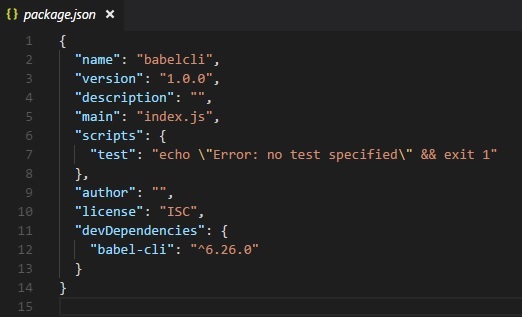 {} package.json ×
1 {
2 "name": "babelcli",
3 "version": "1.0.0",
4 "description": "",
5 "main": "index.js",
6 "scripts": {
7 "test": "echo \"Error: no test specified\" && exit 1"
8 },
9 "author": "",
10 "license": "ISC",
11 "devDependencies": {
12 "babel-cli": "^6.26.0"
13 }
14 }
15